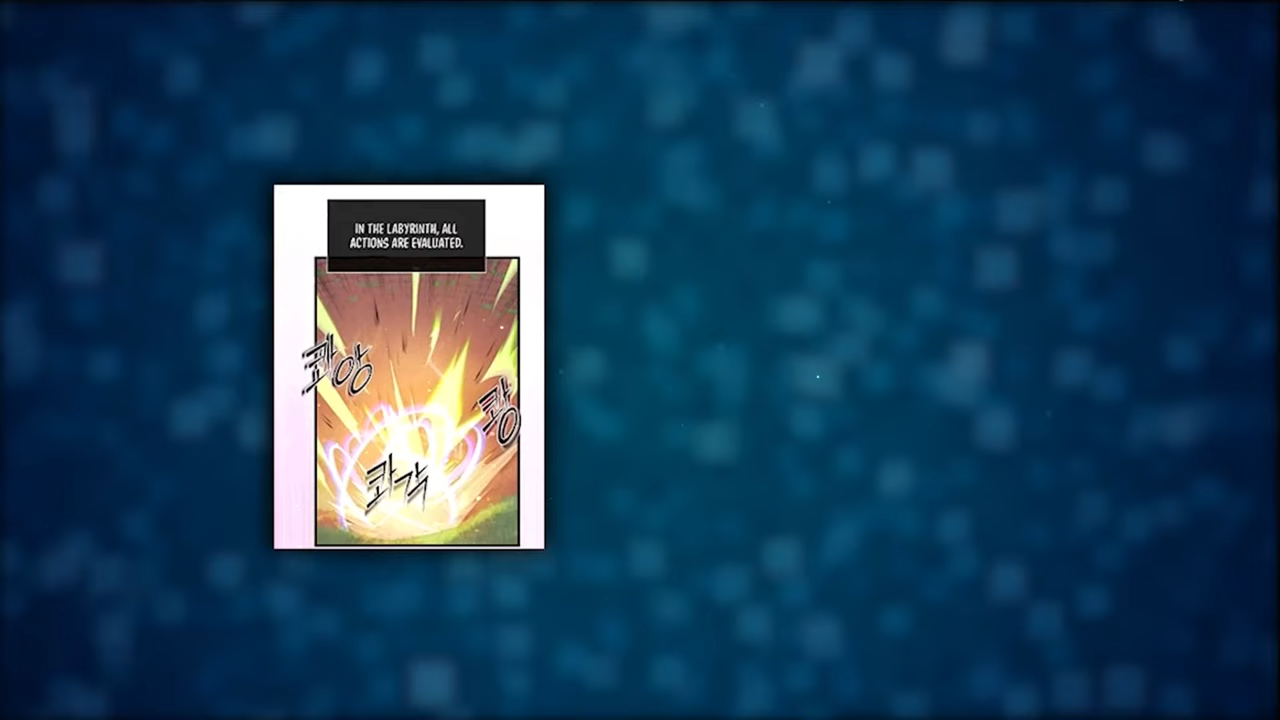 IN THE LABYRINTH, ALL
ACTIONS ARE EVALUATED.
콰앙
쾅
콰각